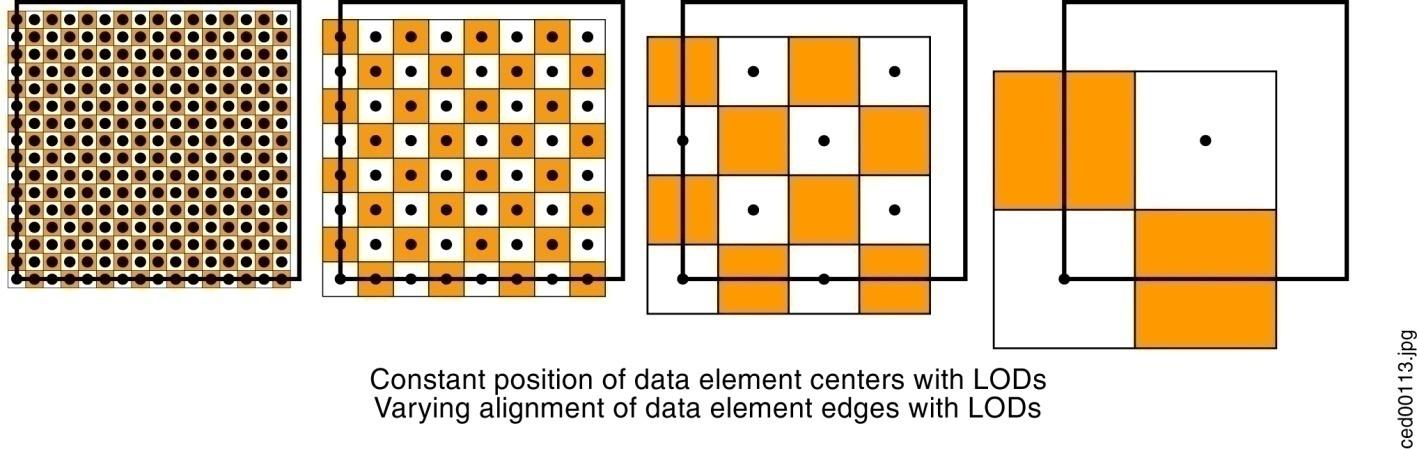 Constant position of data element centers with LODs
Varying alignment of data element edges with LODs
ced00113.jpg